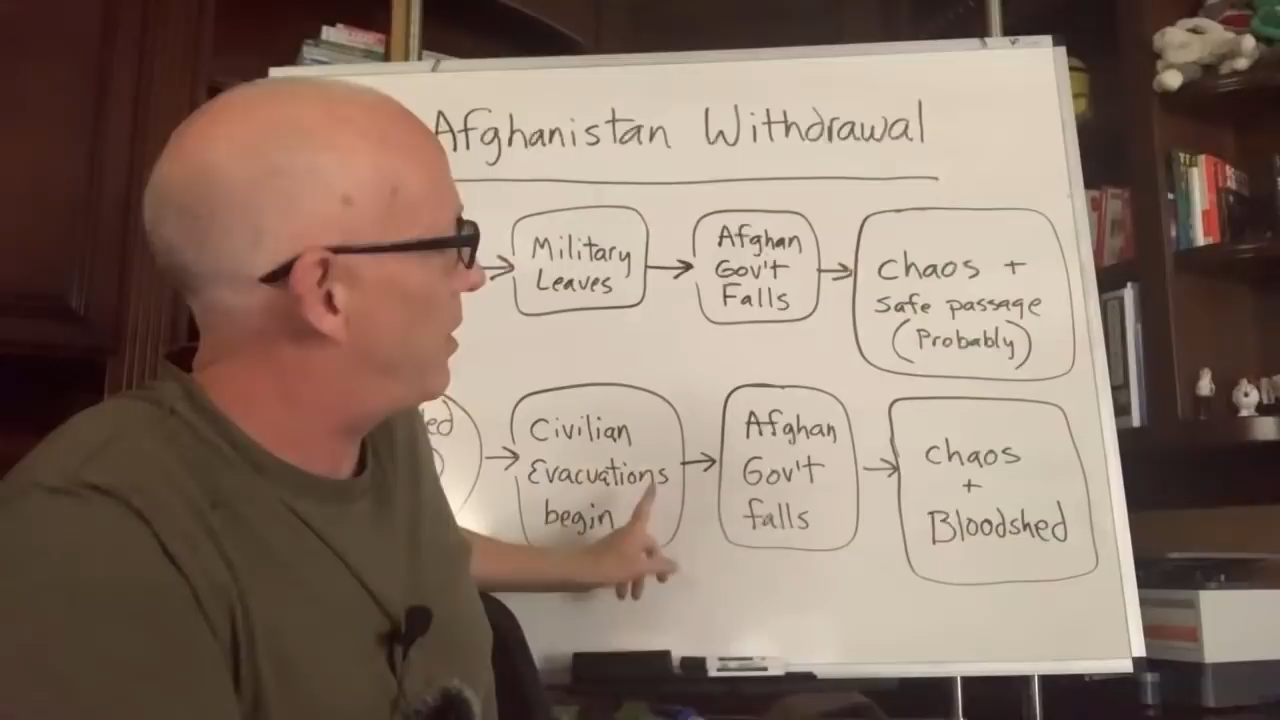 Afghanistan Withdrawal
Military
Leaves
Afghan
Gov't
Falls
chaos +
Safe passage
(Probably)
ed
Civilian
Evacuations
begin
Afghan
Gov't
falls
chaos
+
Bloodshed